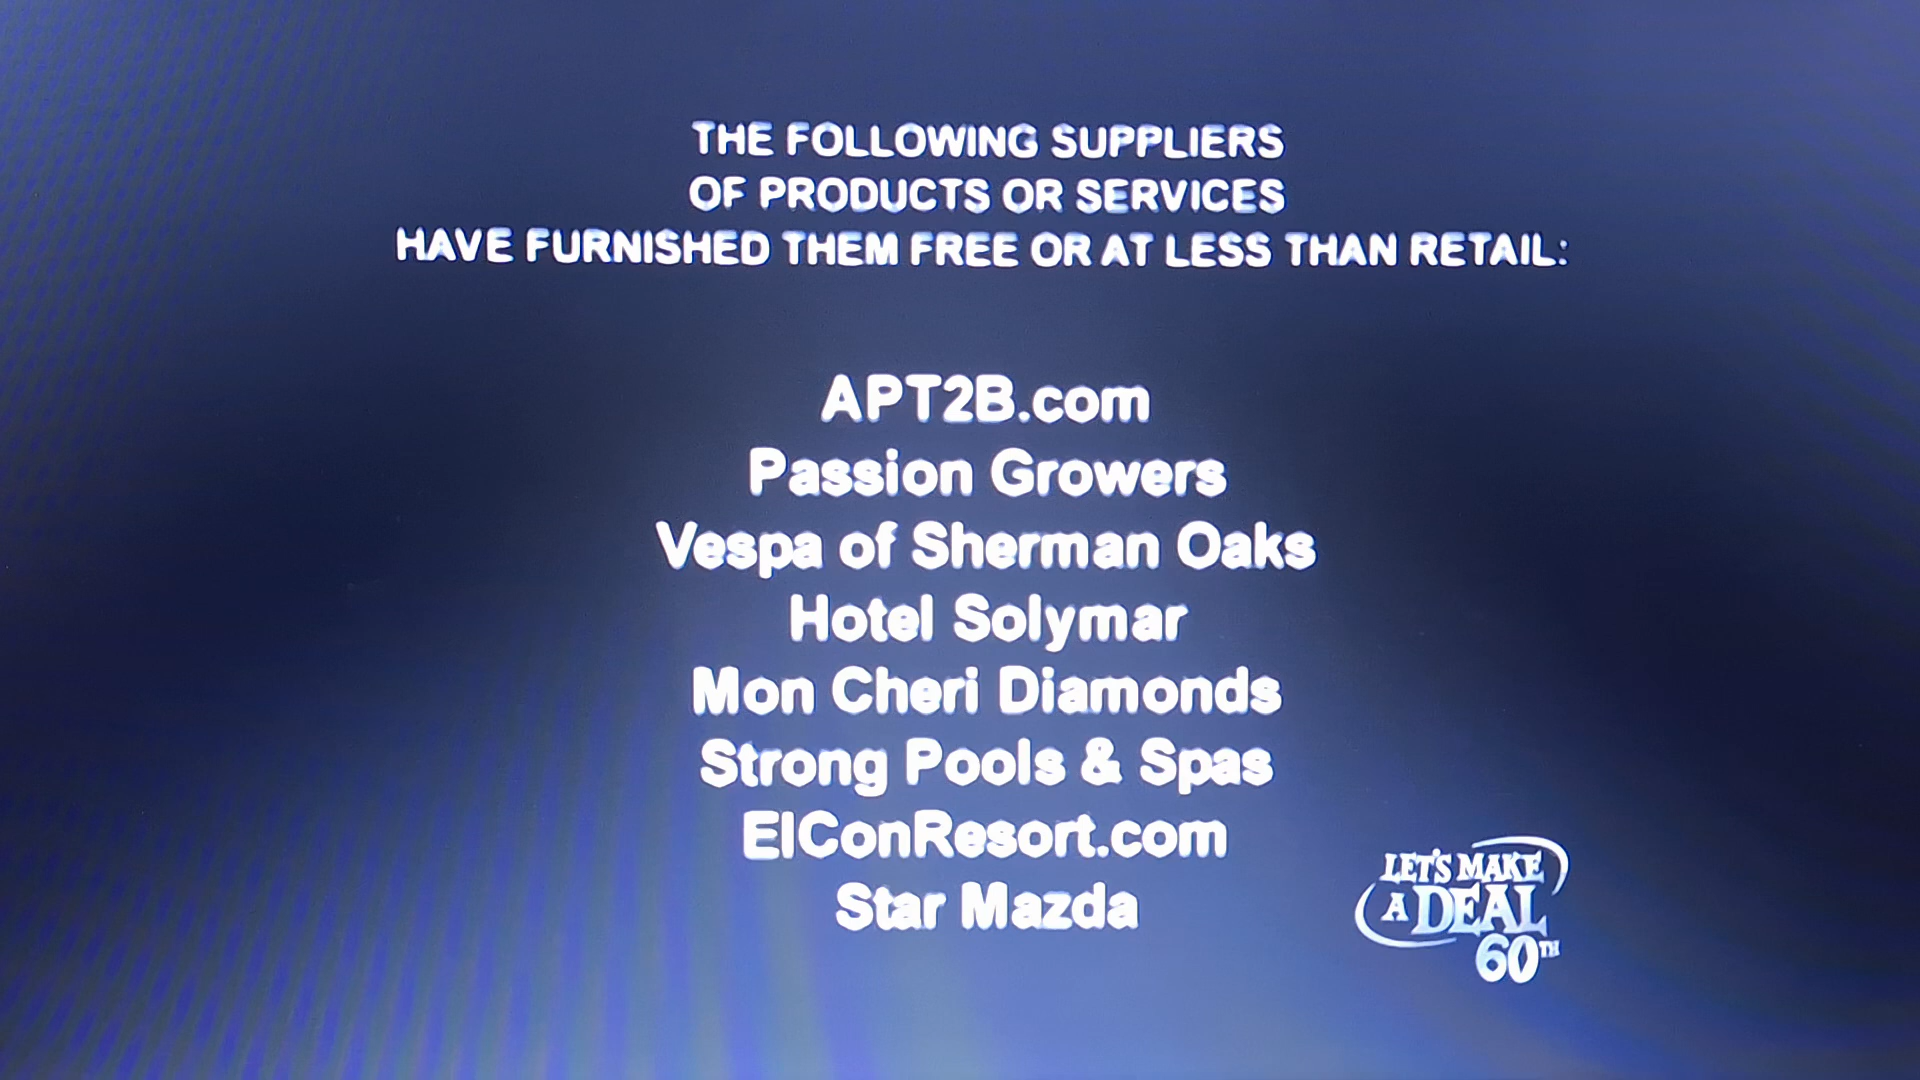 THE FOLLOWING SUPPLIERS
OF PRODUCTS OR SERVICES
HAVE FURNISHED THEM FREE OR AT LESS THAN RETAIL:
APT2B.com
Passion Growers
Vespa of Sherman Oaks
Hotel Solymar
Mon Cheri Diamonds
Strong Pools & Spas
ElConResort.com
Star Mazda
LET'S MAKE
A DEAL
60TH